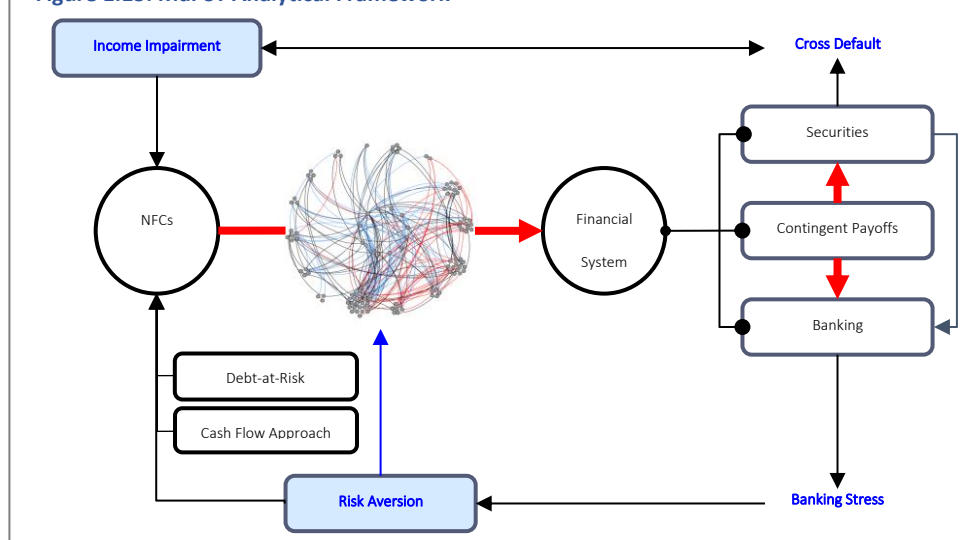 Income Impairment
Cross Default
Securities
NFCs
Financial
System
Contingent Payoffs
Banking
Debt-at-Risk
Cash Flow Approach
Risk Aversion
Banking Stress